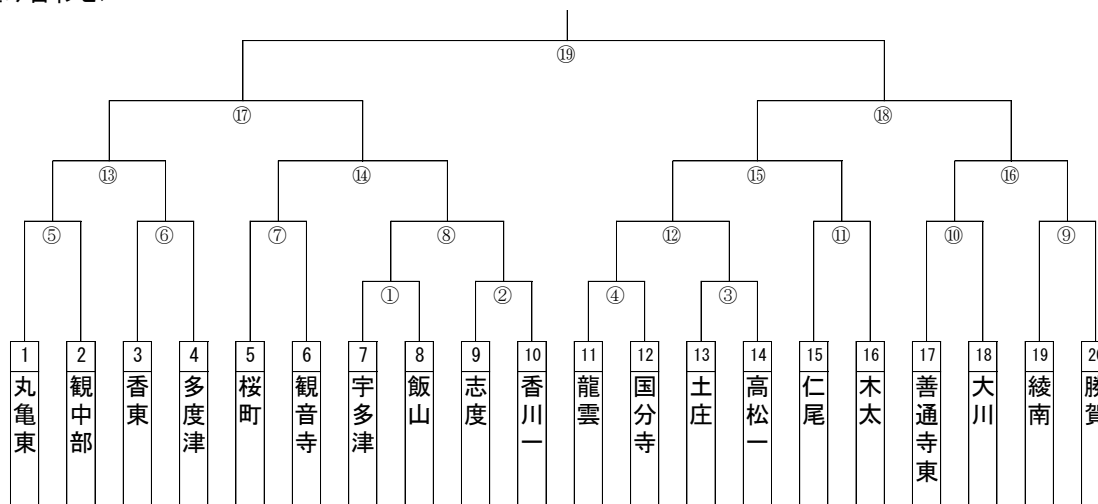 ⑲
⑰ ⑱
⑬ ⑭ ⑮ ⑯
⑤ ⑥ ⑦ ⑧ ⑫ ⑪ ⑩ ⑨
① ② ④ ③
1 2 3 4 5 6 7 8 9 10 11 12 13 14 15 16 17 18 19 20
丸亀東
観中部
香東
多度津
桜町
観音寺
宇多津
飯山
志度
香川一
龍雲
国分寺
土庄
高松一
仁尾
木太
善通寺東
大川
綾南
勝賀